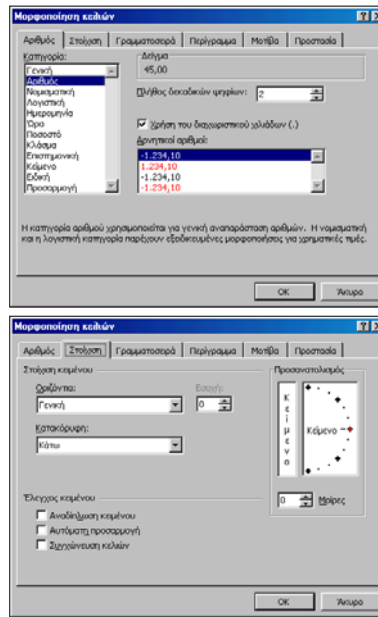 Μορφοποίηση κελιών
Αριθμός Στοίχιση Γραμματοσειρά Περίγραμμα Μοτίβα Προστασία
Κατηγορία:
Γενική
Αριθμός
Νομισματική
Λογιστική
Ημερομηνία
Ώρα
Ποσοστό
Κλάσμα
Επιστημονική
Κείμενο
Ειδική
Προσαρμογή
Δείγμα
45,00
Πλήθος δεκαδικών ψηφίων: 2
Χρήση του διαχωριστικού χιλιάδων (.)
Αρνητικοί αριθμοί:
-1.234,10
1.234,10
-1.234,10
-1.234,10
Η κατηγορία αριθμού χρησιμοποιείται για γενική αναπαράσταση αριθμών. Η νομισματική
και η λογιστική κατηγορία παρέχουν εξειδικευμένες μορφοποιήσεις για χρηματικές τιμές.
OK Άκυρο
Μορφοποίηση κελιών
Αριθμός Στοίχιση Γραμματοσειρά Περίγραμμα Μοτίβα Προστασία
Στοίχιση κειμένου
Οριζόντια:
Γενική
Εσοχή:
0
Κατακόρυφη:
Κάτω
Έλεγχος κειμένου
Αναδίπλωση κειμένου
Αυτόματη προσαρμογή
Συγχώνευση κελιών
Προσανατολισμός
Κείμενο
Κείμενο
0 Μοίρες
OK Άκυρο